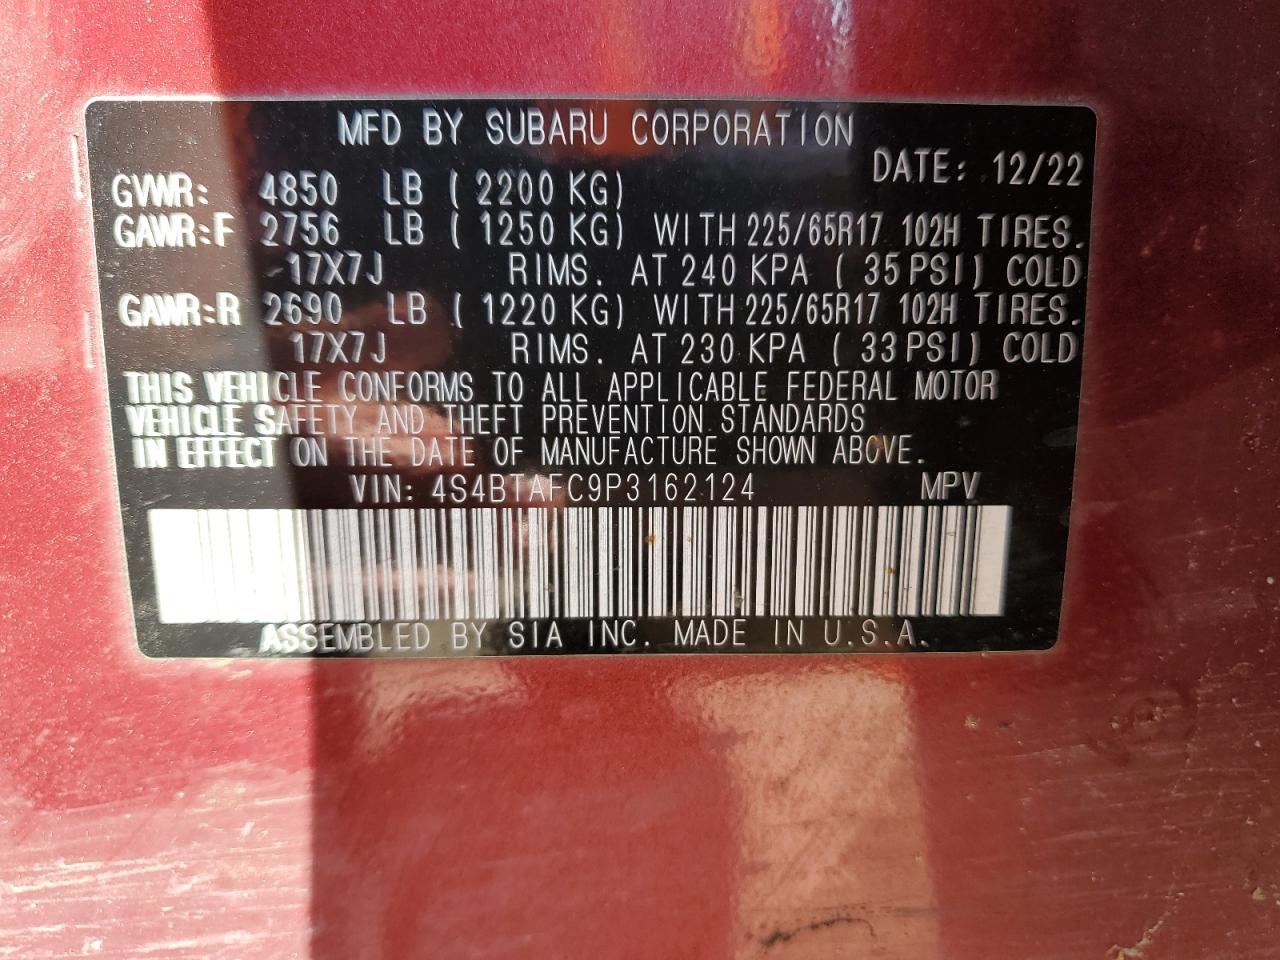 MFD BY SUBARU CORPORATION
DATE: 12/22
GVWR: 4850 LB ( 2200 KG)
GAWR:F 2756 LB ( 1250 KG) WITH 225/65R17 102H TIRES.
17X7J RIMS. AT 240 KPA ( 35 PSI) COLD
GAWR:R 2690 LB ( 1220 KG) WITH 225/65R17 102H TIRES.
17X7J RIMS. AT 230 KPA ( 33 PSI) COLD
THIS VEHICLE CONFORMS TO ALL APPLICABLE FEDERAL MOTOR
VEHICLE SAFETY AND THEFT PREVENTION STANDARDS
IN EFFECT ON THE DATE OF MANUFACTURE SHOWN ABOVE.
VIN: 4S4BTAFC9P3162124 MPV
ASSEMBLED BY SIA INC. MADE IN U.S.A.